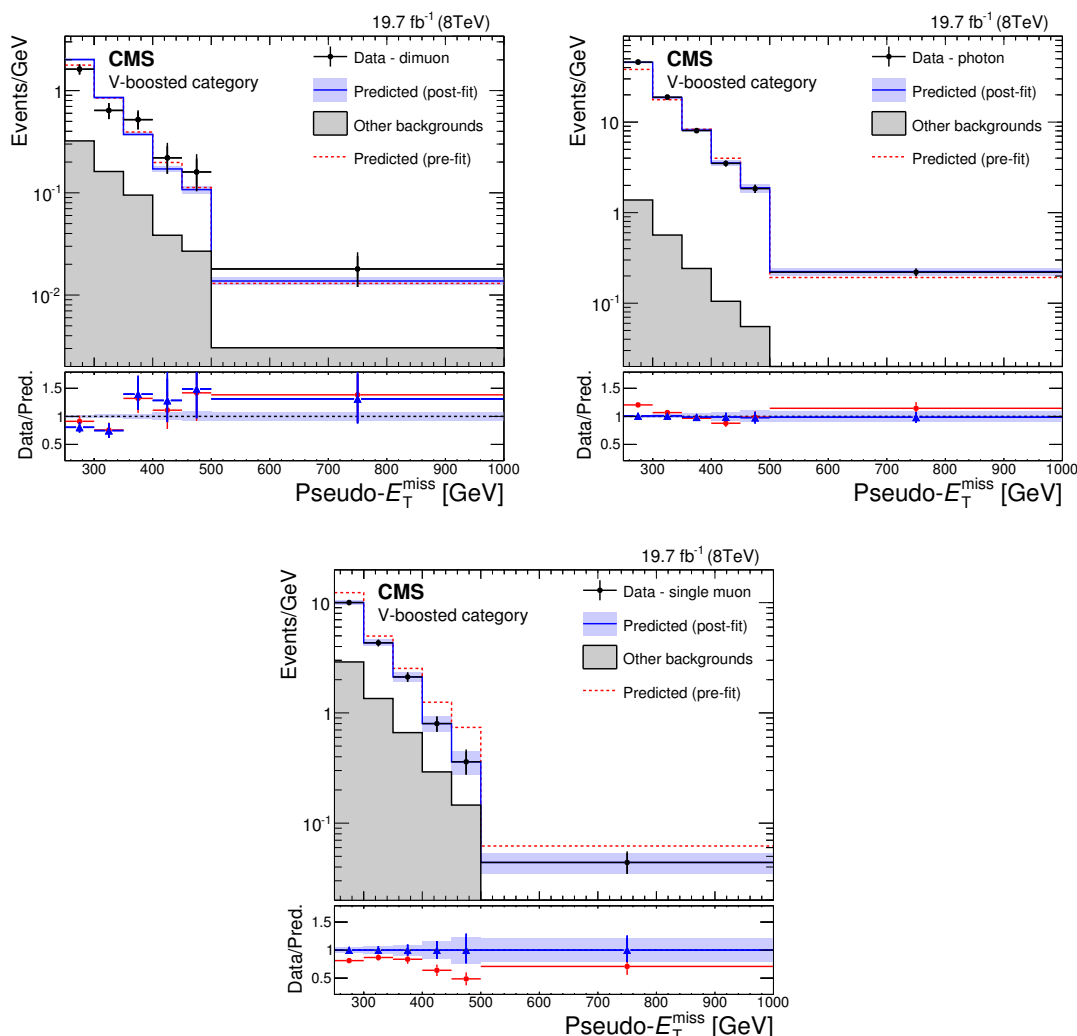 19.7 fb⁻¹ (8TeV)
Events/GeV
CMS
V-boosted category
Data - dimuon
Predicted (post-fit)
Other backgrounds
Predicted (pre-fit)
1
10⁻¹
10⁻²
Data/Pred.
1.5
1
0.5
300 400 500 600 700 800 900 1000
Pseudo-E_T^miss [GeV]
19.7 fb⁻¹ (8TeV)
Events/GeV
CMS
V-boosted category
Data - photon
Predicted (post-fit)
Other backgrounds
Predicted (pre-fit)
10
1
10⁻¹
Data/Pred.
1.5
1
0.5
300 400 500 600 700 800 900 1000
Pseudo-E_T^miss [GeV]
19.7 fb⁻¹ (8TeV)
Events/GeV
CMS
V-boosted category
Data - single muon
Predicted (post-fit)
Other backgrounds
Predicted (pre-fit)
10
1
10⁻¹
Data/Pred.
1.5
1
0.5
300 400 500 600 700 800 900 1000
Pseudo-E_T^miss [GeV]